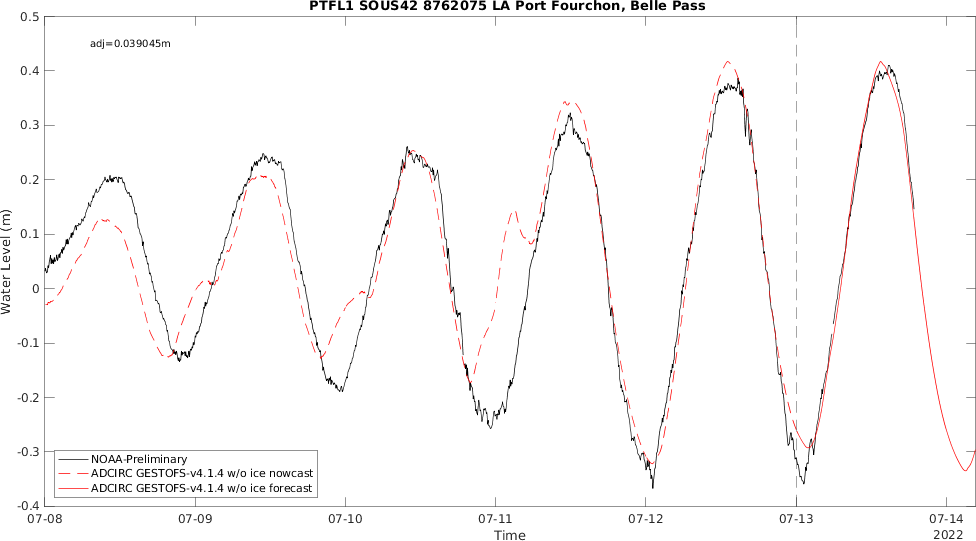 PTFL1 SOUS42 8762075 LA Port Fourchon, Belle Pass
adj=0.039045m
0.5
0.4
0.3
0.2
0.1
0
-0.1
-0.2
-0.3
-0.4
Water Level (m)
NOAA-Preliminary
ADCIRC GESTOFS-v4.1.4 w/o ice nowcast
ADCIRC GESTOFS-v4.1.4 w/o ice forecast
07-08 07-09 07-10 07-11 07-12 07-13 07-14
Time
2022